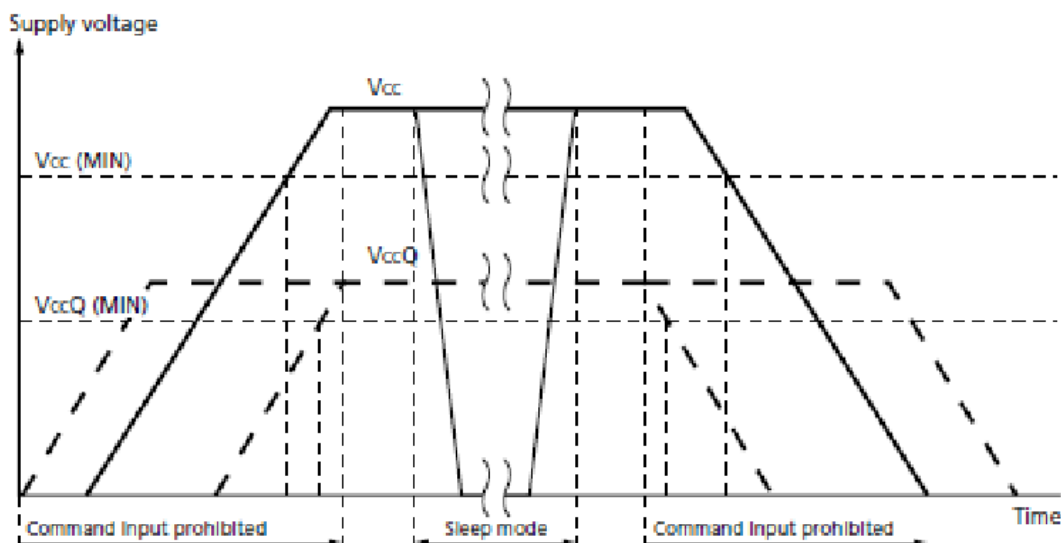 Supply voltage
Vcc
Vcc (MIN)
VccQ
VccQ (MIN)
Time
Command input prohibited
Sleep mode
Command input prohibited